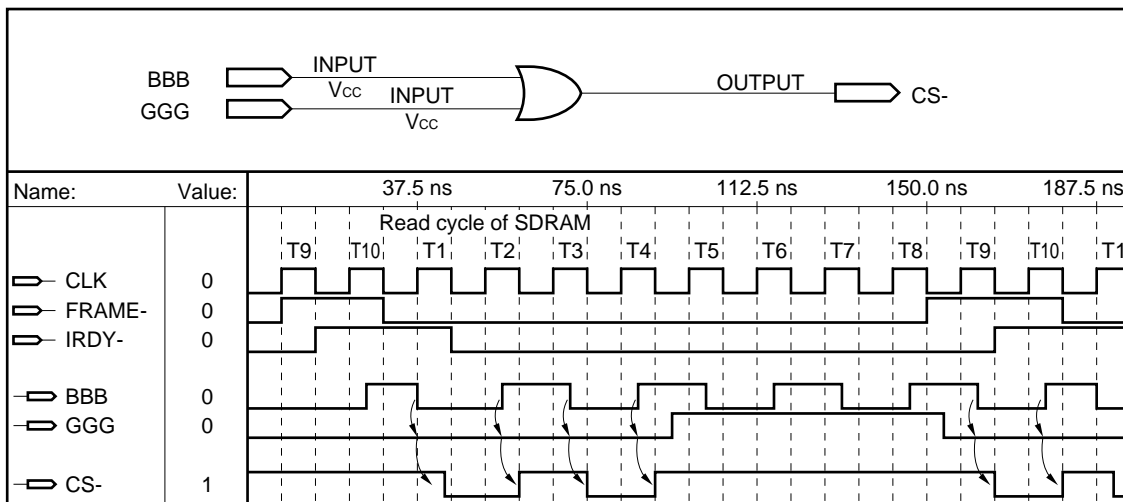 BBB INPUT VCC
GGG INPUT VCC
OUTPUT CS-
Name: Value: 37.5 ns 75.0 ns 112.5 ns 150.0 ns 187.5 ns
Read cycle of SDRAM
T9 T10 T1 T2 T3 T4 T5 T6 T7 T8 T9 T10 T1
CLK 0
FRAME- 0
IRDY- 0
BBB 0
GGG 0
CS- 1